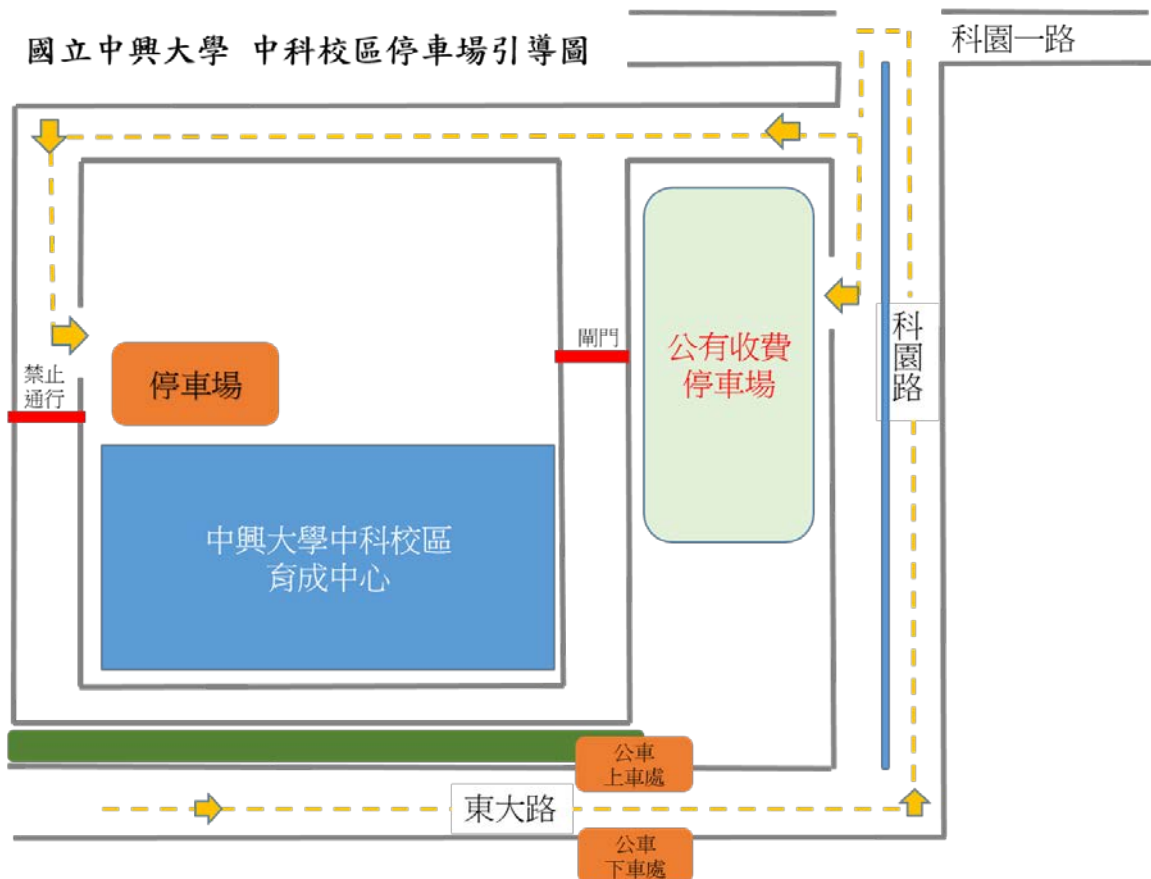 國立中興大學 中科校區停車場引導圖
科園一路
科
園
路
閘門
公有收費
停車場
禁止
通行
停車場
中興大學中科校區
育成中心
公車
上車處
東大路
公車
下車處